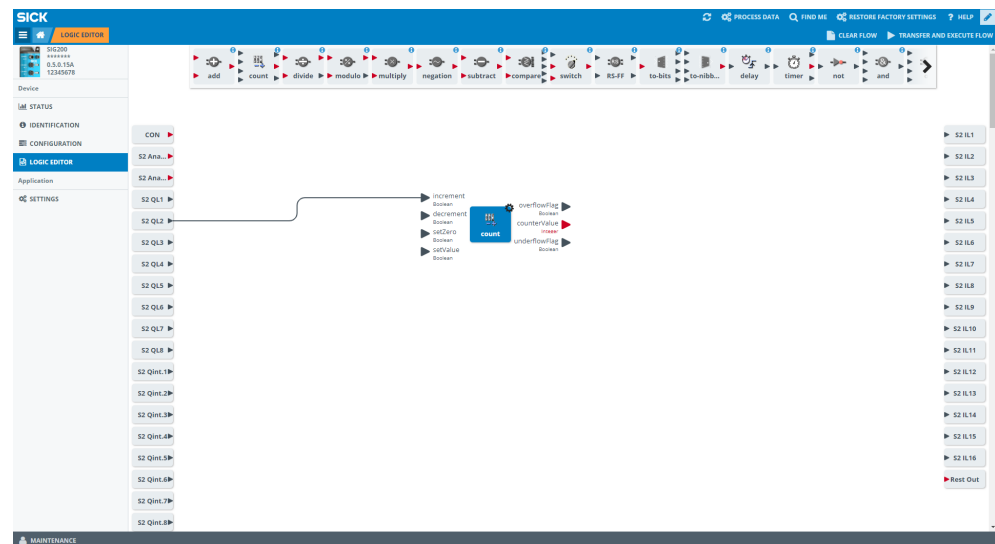 SICK
PROCESS DATA
FIND ME
RESTORE FACTORY SETTINGS
? HELP
LOGIC EDITOR
CLEAR FLOW
TRANSFER AND EXECUTE FLOW
SIG200
*******
0.5.0.15A
12345678
add
count
divide
modulo
multiply
negation
subtract
compare
switch
RS-FF
to-bits
to-nibb...
delay
timer
not
and
Device
STATUS
IDENTIFICATION
CONFIGURATION
LOGIC EDITOR
Application
SETTINGS
CON
S2 Ana...
S2 Ana...
S2 QL1
S2 QL2
S2 QL3
S2 QL4
S2 QL5
S2 QL6
S2 QL7
S2 QL8
S2 Qint.1
S2 Qint.2
S2 Qint.3
S2 Qint.4
S2 Qint.5
S2 Qint.6
S2 Qint.7
S2 Qint.8
increment
Boolean
decrement
Boolean
setZero
Boolean
setValue
Boolean
count
overflowFlag
Boolean
counterValue
Integer
underflowFlag
Boolean
S2 IL1
S2 IL2
S2 IL3
S2 IL4
S2 IL5
S2 IL6
S2 IL7
S2 IL8
S2 IL9
S2 IL10
S2 IL11
S2 IL12
S2 IL13
S2 IL14
S2 IL15
S2 IL16
Rest Out
MAINTENANCE